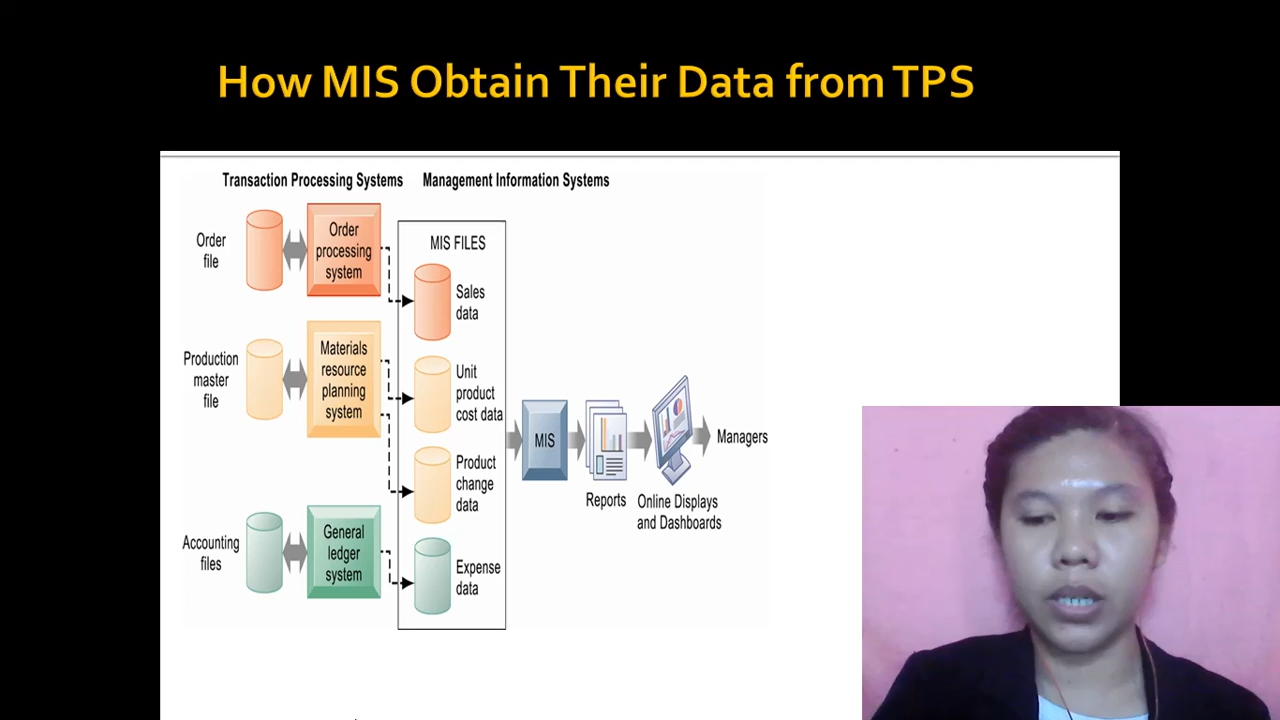 How MIS Obtain Their Data from TPS
Transaction Processing Systems
Management Information Systems
Order
file
Order
processing
system
MIS FILES
Sales
data
Production
master
file
Materials
resource
planning
system
Unit
product
cost data
Product
change
data
MIS
Reports
Online Displays
and Dashboards
Managers
Accounting
files
General
ledger
system
Expense
data